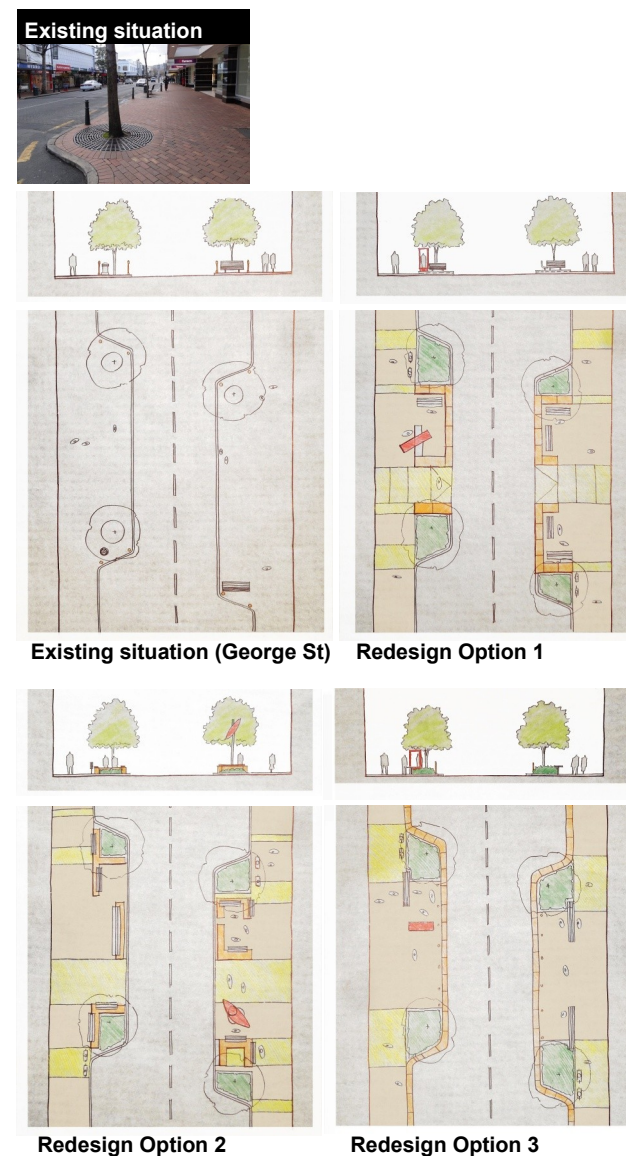 Existing situation
Existing situation (George St)
Redesign Option 1
Redesign Option 2
Redesign Option 3